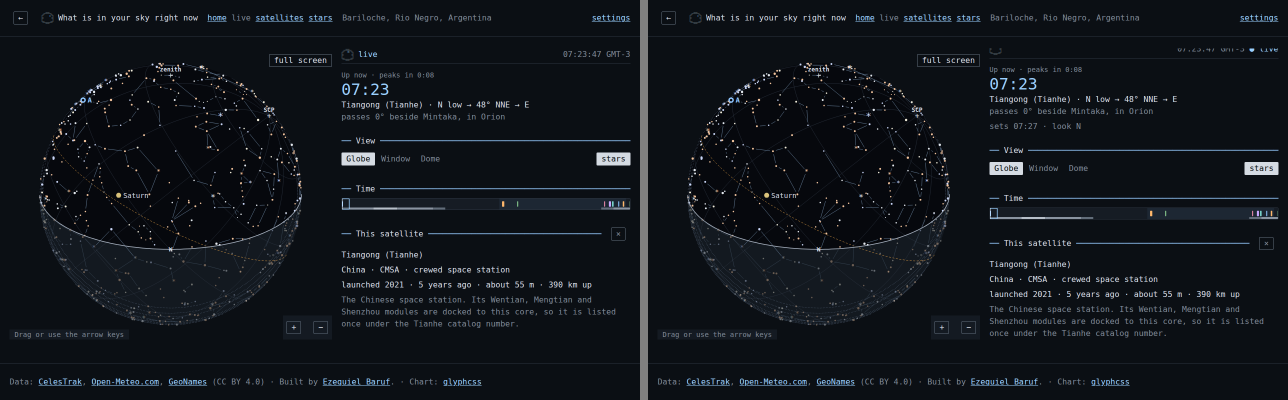 ← What is in your sky right now home live satellites stars Bariloche, Rio Negro, Argentina settings
full screen
zenith
A
SCP
Saturn
Drag or use the arrow keys
+ −
live 07:23:47 GMT-3
Up now · peaks in 0:08
07:23
Tiangong (Tianhe) · N low → 48° NNE → E
passes 0° beside Mintaka, in Orion
View
Globe Window Dome stars
Time
This satellite ×
Tiangong (Tianhe)
China · CMSA · crewed space station
launched 2021 · 5 years ago · about 55 m · 390 km up
The Chinese space station. Its Wentian, Mengtian and
Shenzhou modules are docked to this core, so it is listed
once under the Tianhe catalog number.
Data: CelesTrak, Open-Meteo.com, GeoNames (CC BY 4.0) · Built by Ezequiel Baruf. · Chart: glyphcss
← What is in your sky right now home live satellites stars Bariloche, Rio Negro, Argentina settings
full screen
zenith
A
SCP
Saturn
Drag or use the arrow keys
+ −
07:23:47 GMT-3 live
Up now · peaks in 0:08
07:23
Tiangong (Tianhe) · N low → 48° NNE → E
passes 0° beside Mintaka, in Orion
sets 07:27 · look N
View
Globe Window Dome stars
Time
This satellite ×
Tiangong (Tianhe)
China · CMSA · crewed space station
launched 2021 · 5 years ago · about 55 m · 390 km up
The Chinese space station. Its Wentian, Mengtian and
Shenzhou modules are docked to this core, so it is listed
once under the Tianhe catalog number.
Data: CelesTrak, Open-Meteo.com, GeoNames (CC BY 4.0) · Built by Ezequiel Baruf. · Chart: glyphcss